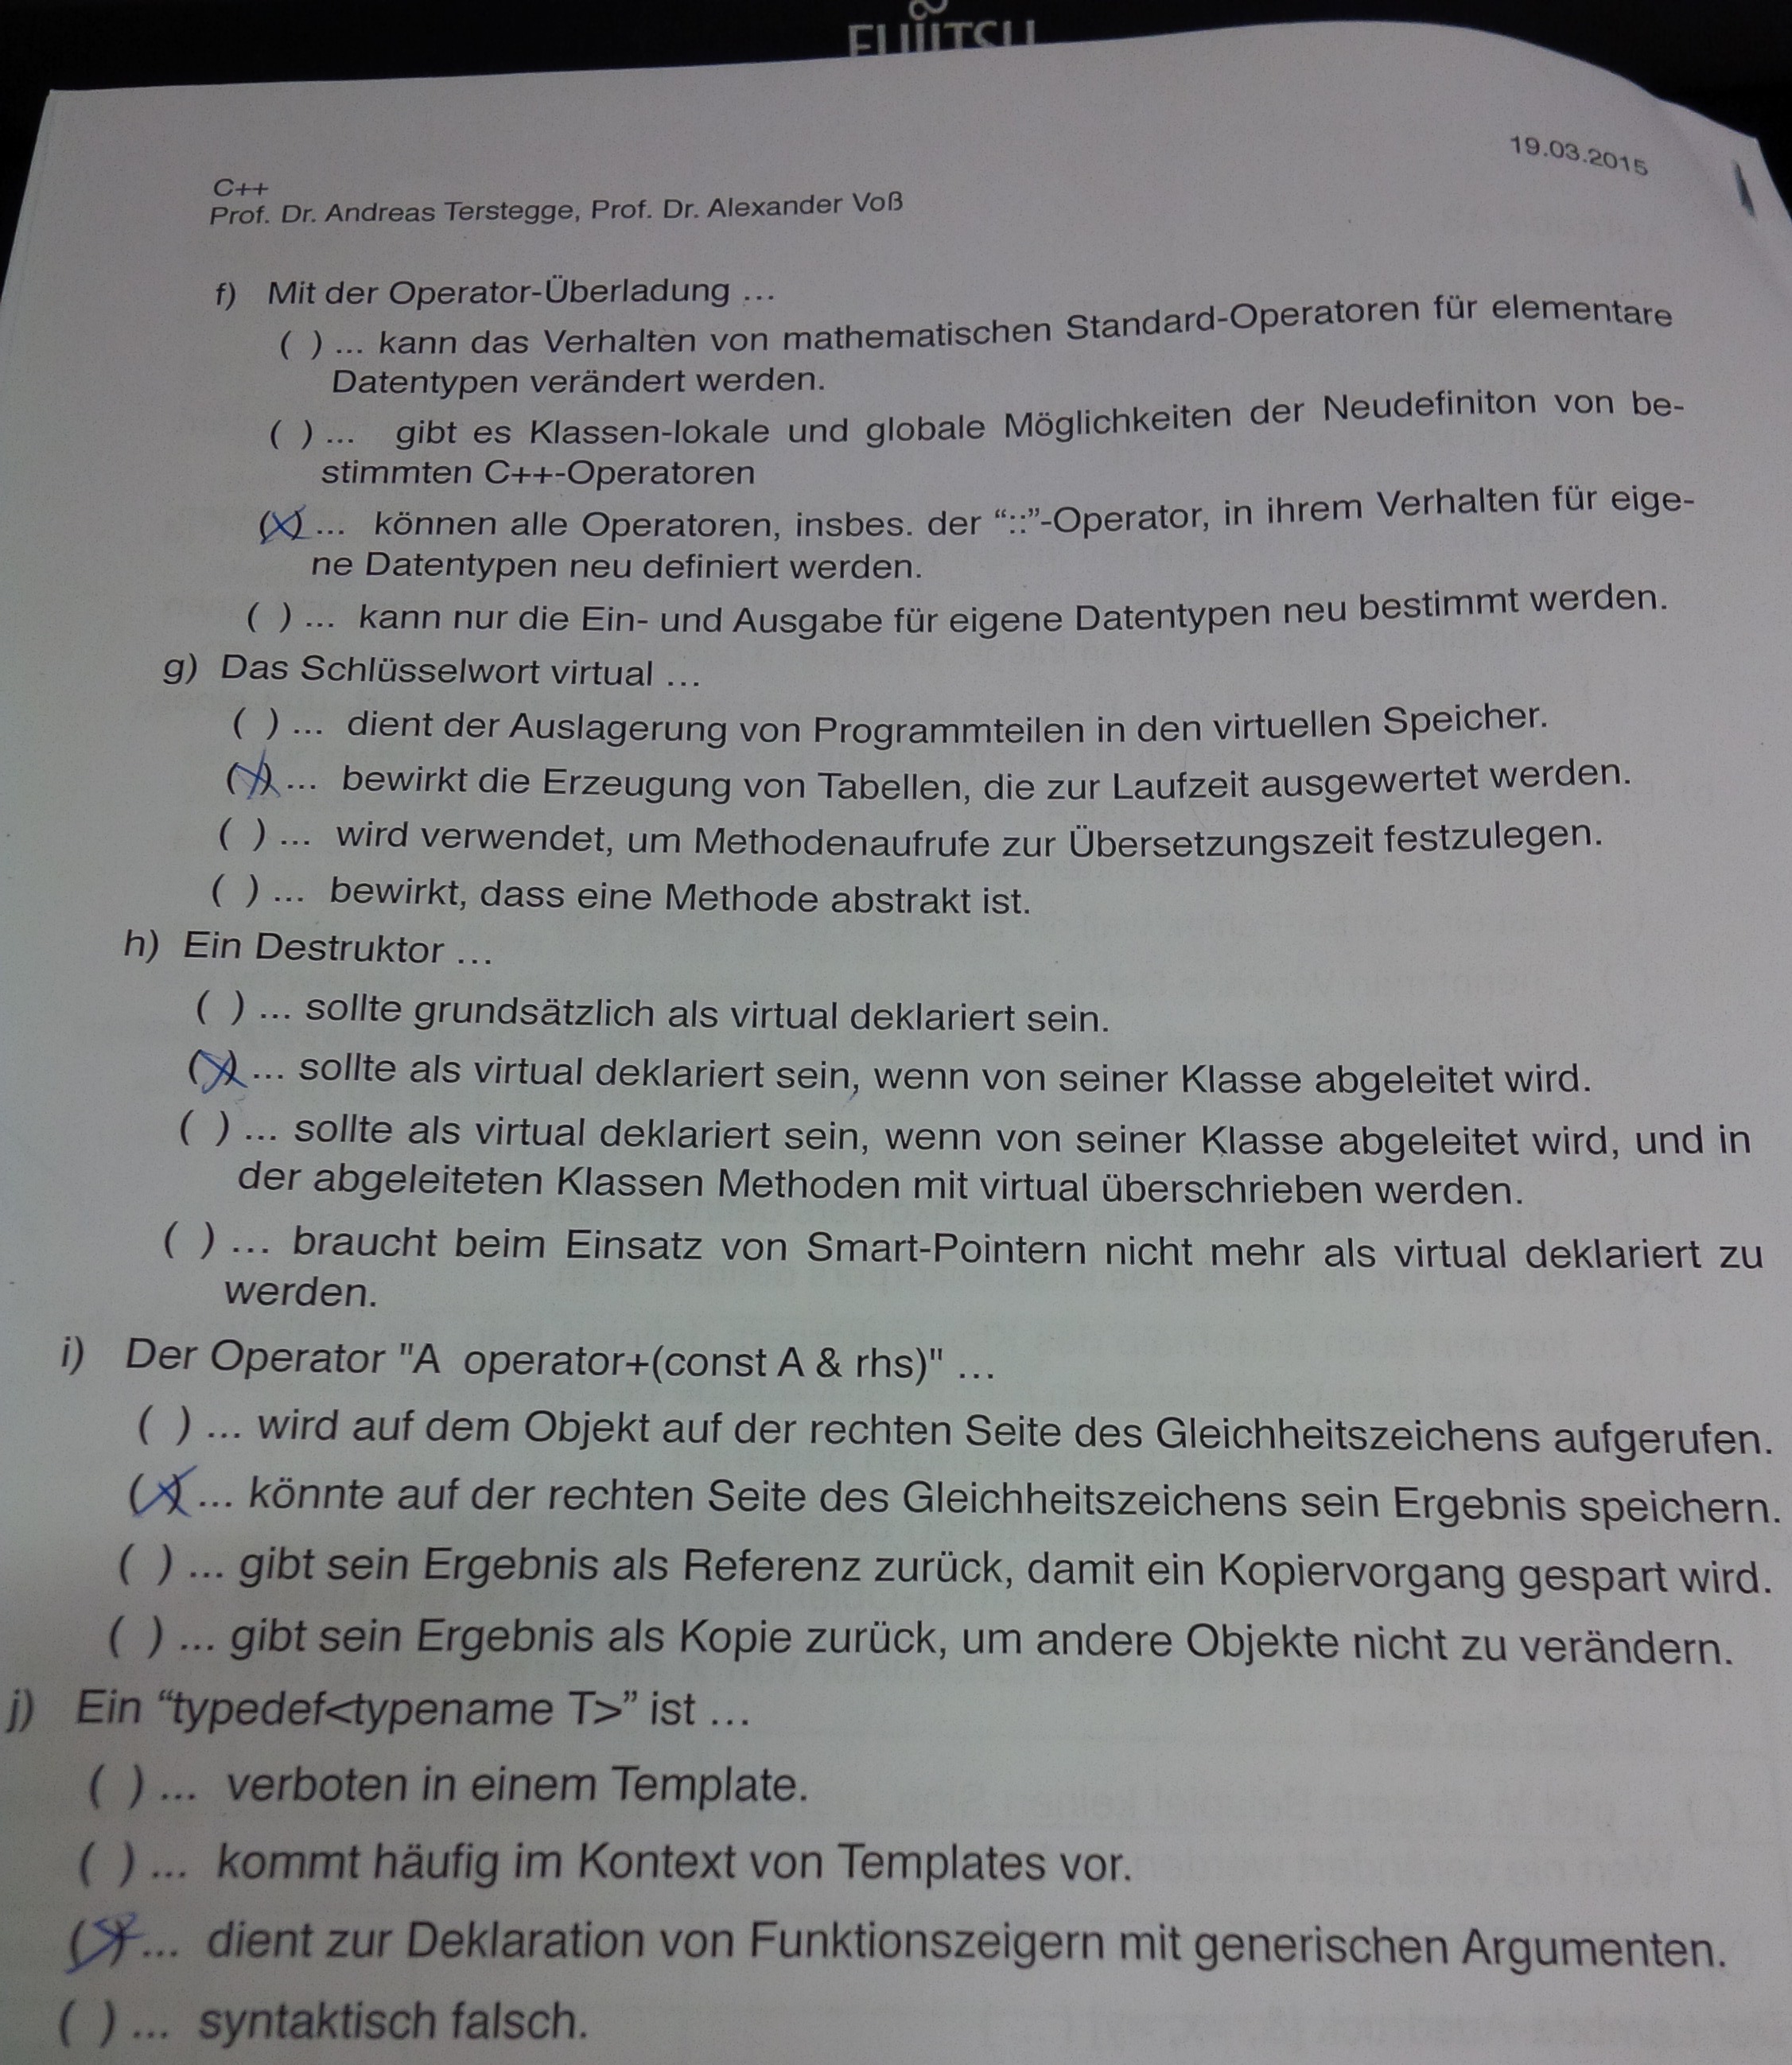 FUJITSU
19.03.2015
C++
Prof. Dr. Andreas Terstegge, Prof. Dr. Alexander Voß
f) Mit der Operator-Überladung …
( ) ... kann das Verhalten von mathematischen Standard-Operatoren für elementare
Datentypen verändert werden.
( ) ... gibt es Klassen-lokale und globale Möglichkeiten der Neudefiniton von be-
stimmten C++-Operatoren
(X) ... können alle Operatoren, insbes. der “::”-Operator, in ihrem Verhalten für eige-
ne Datentypen neu definiert werden.
( ) ... kann nur die Ein- und Ausgabe für eigene Datentypen neu bestimmt werden.
g) Das Schlüsselwort virtual …
( ) ... dient der Auslagerung von Programmteilen in den virtuellen Speicher.
(X) ... bewirkt die Erzeugung von Tabellen, die zur Laufzeit ausgewertet werden.
( ) ... wird verwendet, um Methodenaufrufe zur Übersetzungszeit festzulegen.
( ) ... bewirkt, dass eine Methode abstrakt ist.
h) Ein Destruktor …
( ) ... sollte grundsätzlich als virtual deklariert sein.
(X) ... sollte als virtual deklariert sein, wenn von seiner Klasse abgeleitet wird.
( ) ... sollte als virtual deklariert sein, wenn von seiner Klasse abgeleitet wird, und in
der abgeleiteten Klassen Methoden mit virtual überschrieben werden.
( ) ... braucht beim Einsatz von Smart-Pointern nicht mehr als virtual deklariert zu
werden.
i) Der Operator "A operator+(const A & rhs)" …
( ) ... wird auf dem Objekt auf der rechten Seite des Gleichheitszeichens aufgerufen.
(X) ... könnte auf der rechten Seite des Gleichheitszeichens sein Ergebnis speichern.
( ) ... gibt sein Ergebnis als Referenz zurück, damit ein Kopiervorgang gespart wird.
( ) ... gibt sein Ergebnis als Kopie zurück, um andere Objekte nicht zu verändern.
j) Ein “typedef<typename T>” ist …
( ) ... verboten in einem Template.
( ) ... kommt häufig im Kontext von Templates vor.
(X) ... dient zur Deklaration von Funktionszeigern mit generischen Argumenten.
( ) ... syntaktisch falsch.